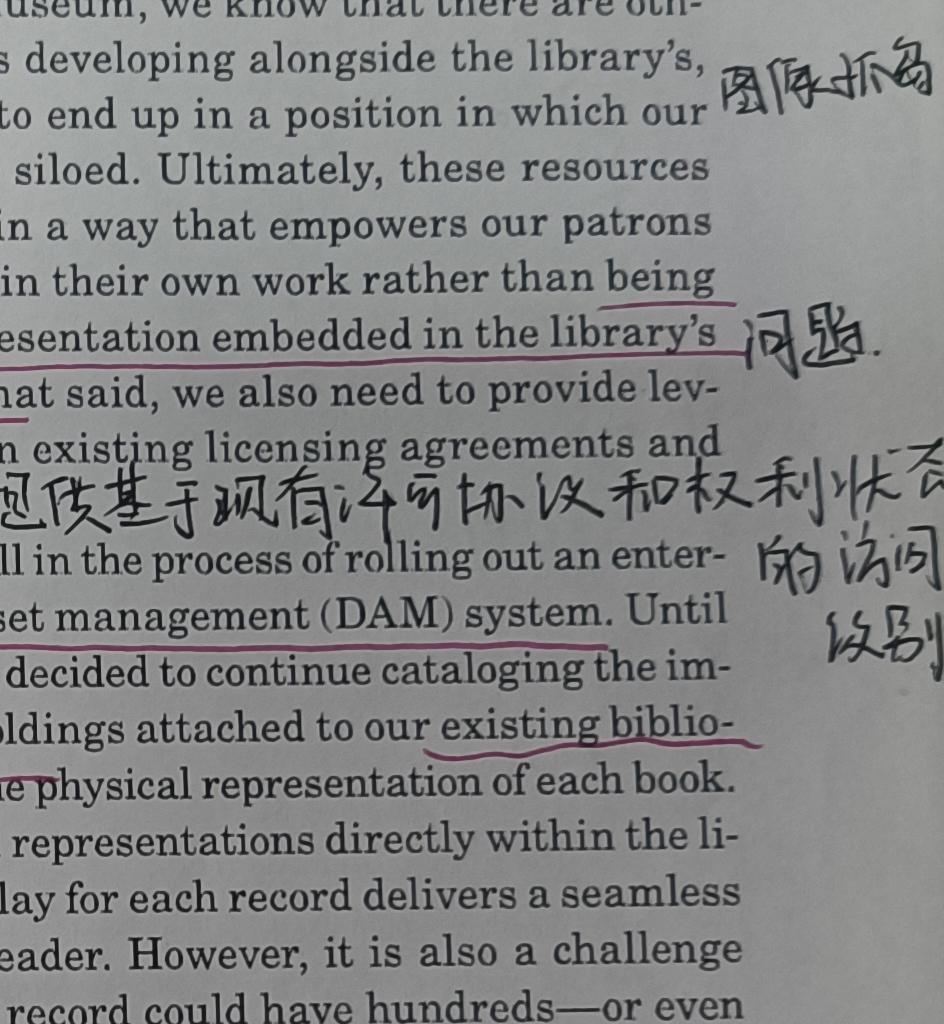 useum, we know that there are oth-
s developing alongside the library's,
to end up in a position in which our
图像抓
siloed. Ultimately, these resources
in a way that empowers our patrons
in their own work rather than being
esentation embedded in the library's
问题.
hat said, we also need to provide lev-
n existing licensing agreements and
提供基于现有许可协议和权利状态
ll in the process of rolling out an enter-
的访问
set management (DAM) system. Until
级别
decided to continue cataloging the im-
oldings attached to our existing biblio-
e physical representation of each book.
representations directly within the li-
lay for each record delivers a seamless
eader. However, it is also a challenge
record could have hundreds—or even